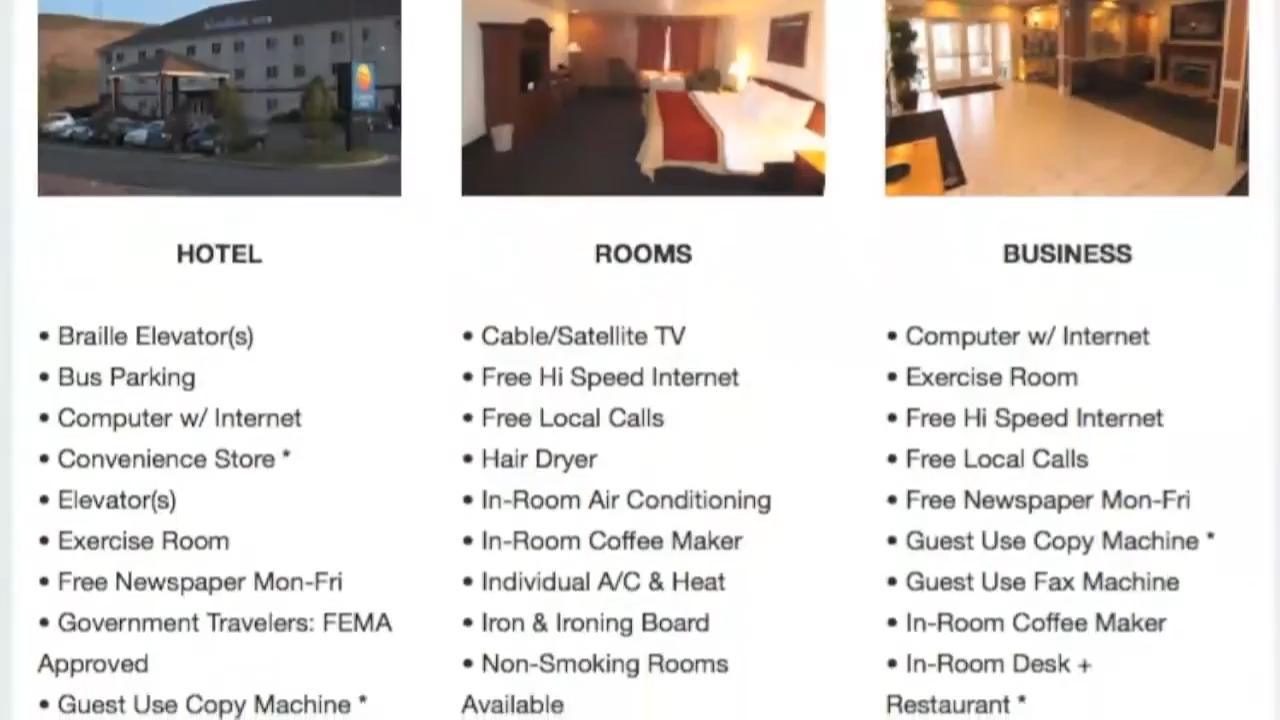 HOTEL
• Braille Elevator(s)
• Bus Parking
• Computer w/ Internet
• Convenience Store *
• Elevator(s)
• Exercise Room
• Free Newspaper Mon-Fri
• Government Travelers: FEMA
Approved
• Guest Use Copy Machine *
ROOMS
• Cable/Satellite TV
• Free Hi Speed Internet
• Free Local Calls
• Hair Dryer
• In-Room Air Conditioning
• In-Room Coffee Maker
• Individual A/C & Heat
• Iron & Ironing Board
• Non-Smoking Rooms
Available
BUSINESS
• Computer w/ Internet
• Exercise Room
• Free Hi Speed Internet
• Free Local Calls
• Free Newspaper Mon-Fri
• Guest Use Copy Machine *
• Guest Use Fax Machine
• In-Room Coffee Maker
• In-Room Desk +
Restaurant *